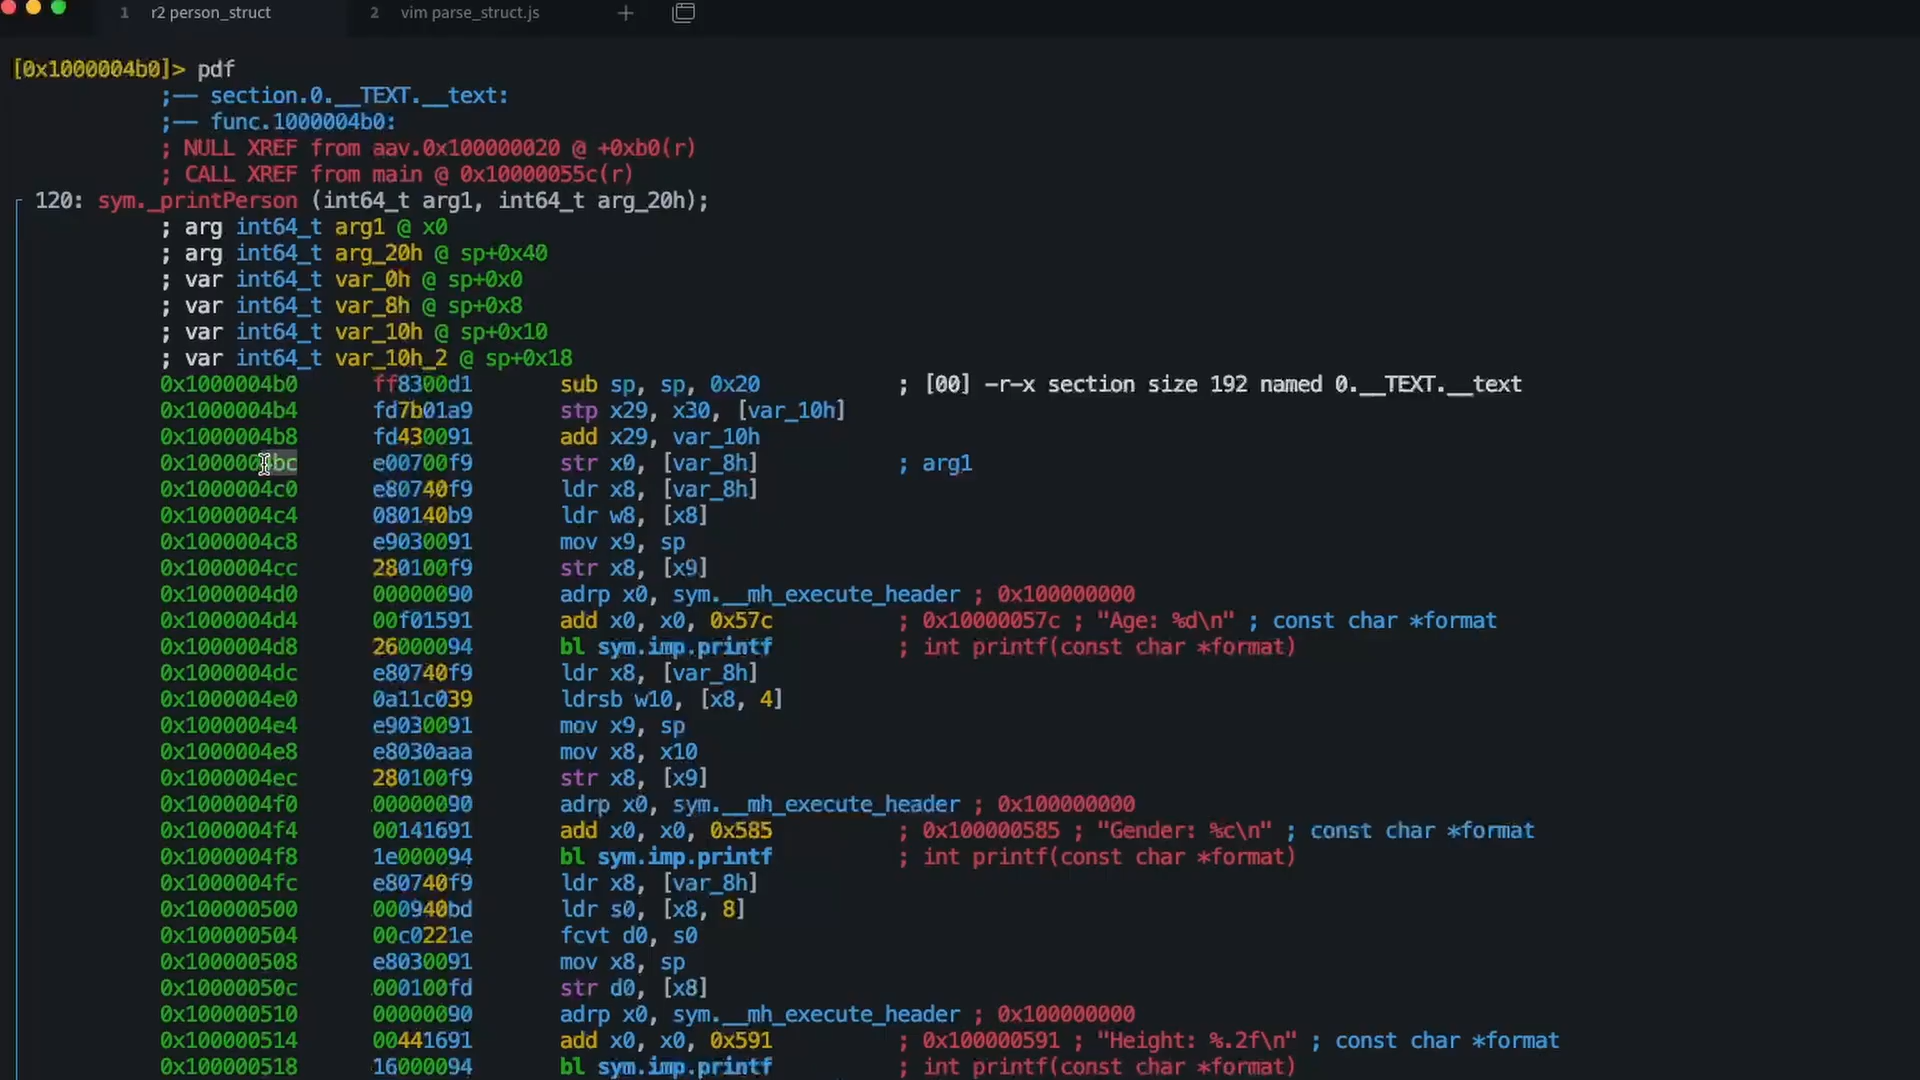 1 r2 person_struct 2 vim parse_struct.js +
[0x1000004b0]> pdf
;-- section.0.__TEXT.__text:
;-- func.1000004b0:
; NULL XREF from aav.0x100000020 @ +0xb0(r)
; CALL XREF from main @ 0x10000055c(r)
120: sym._printPerson (int64_t arg1, int64_t arg_20h);
; arg int64_t arg1 @ x0
; arg int64_t arg_20h @ sp+0x40
; var int64_t var_0h @ sp+0x0
; var int64_t var_8h @ sp+0x8
; var int64_t var_10h @ sp+0x10
; var int64_t var_10h_2 @ sp+0x18
0x1000004b0 ff8300d1 sub sp, sp, 0x20 ; [00] -r-x section size 192 named 0.__TEXT.__text
0x1000004b4 fd7b01a9 stp x29, x30, [var_10h]
0x1000004b8 fd430091 add x29, var_10h
0x1000004bc e00700f9 str x0, [var_8h] ; arg1
0x1000004c0 e80740f9 ldr x8, [var_8h]
0x1000004c4 080140b9 ldr w8, [x8]
0x1000004c8 e9030091 mov x9, sp
0x1000004cc 280100f9 str x8, [x9]
0x1000004d0 00000090 adrp x0, sym.__mh_execute_header ; 0x100000000
0x1000004d4 00f01591 add x0, x0, 0x57c ; 0x10000057c ; "Age: %d\n" ; const char *format
0x1000004d8 26000094 bl sym.imp.printf ; int printf(const char *format)
0x1000004dc e80740f9 ldr x8, [var_8h]
0x1000004e0 0a11c039 ldrsb w10, [x8, 4]
0x1000004e4 e9030091 mov x9, sp
0x1000004e8 e8030aaa mov x8, x10
0x1000004ec 280100f9 str x8, [x9]
0x1000004f0 00000090 adrp x0, sym.__mh_execute_header ; 0x100000000
0x1000004f4 00141691 add x0, x0, 0x585 ; 0x100000585 ; "Gender: %c\n" ; const char *format
0x1000004f8 1e000094 bl sym.imp.printf ; int printf(const char *format)
0x1000004fc e80740f9 ldr x8, [var_8h]
0x100000500 000940bd ldr s0, [x8, 8]
0x100000504 00c0221e fcvt d0, s0
0x100000508 e8030091 mov x8, sp
0x10000050c 000100fd str d0, [x8]
0x100000510 00000090 adrp x0, sym.__mh_execute_header ; 0x100000000
0x100000514 00441691 add x0, x0, 0x591 ; 0x100000591 ; "Height: %.2f\n" ; const char *format
0x100000518 16000094 bl sym.imp.printf ; int printf(const char *format)